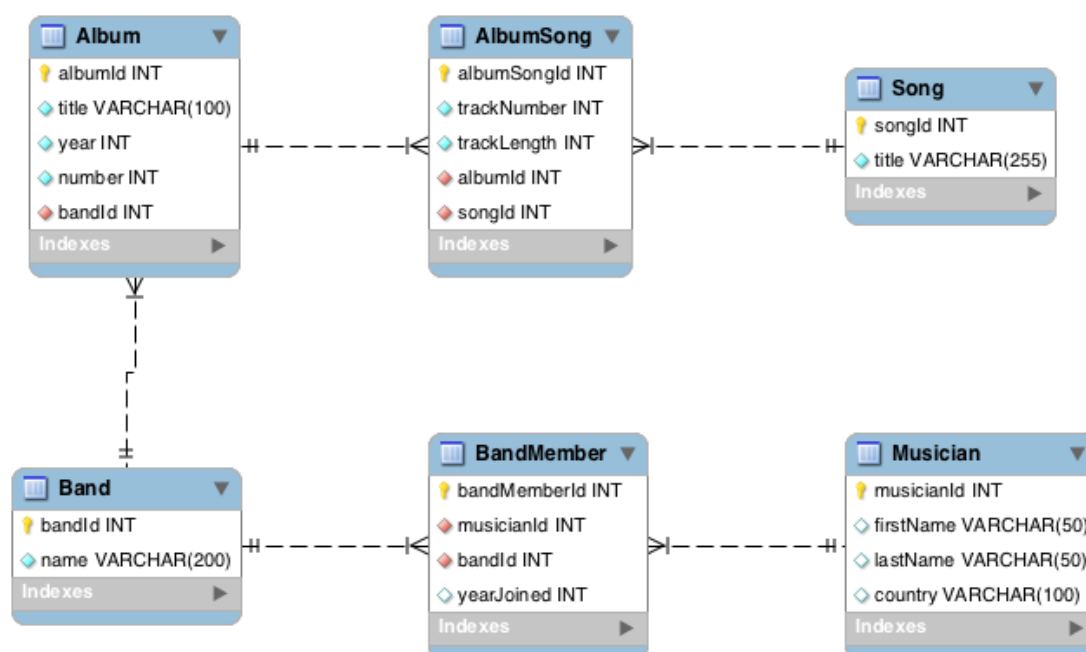 Album
albumId INT
title VARCHAR(100)
year INT
number INT
bandId INT
Indexes
AlbumSong
albumSongId INT
trackNumber INT
trackLength INT
albumId INT
songId INT
Indexes
Song
songId INT
title VARCHAR(255)
Indexes
Band
bandId INT
name VARCHAR(200)
Indexes
BandMember
bandMemberId INT
musicianId INT
bandId INT
yearJoined INT
Indexes
Musician
musicianId INT
firstName VARCHAR(50)
lastName VARCHAR(50)
country VARCHAR(100)
Indexes